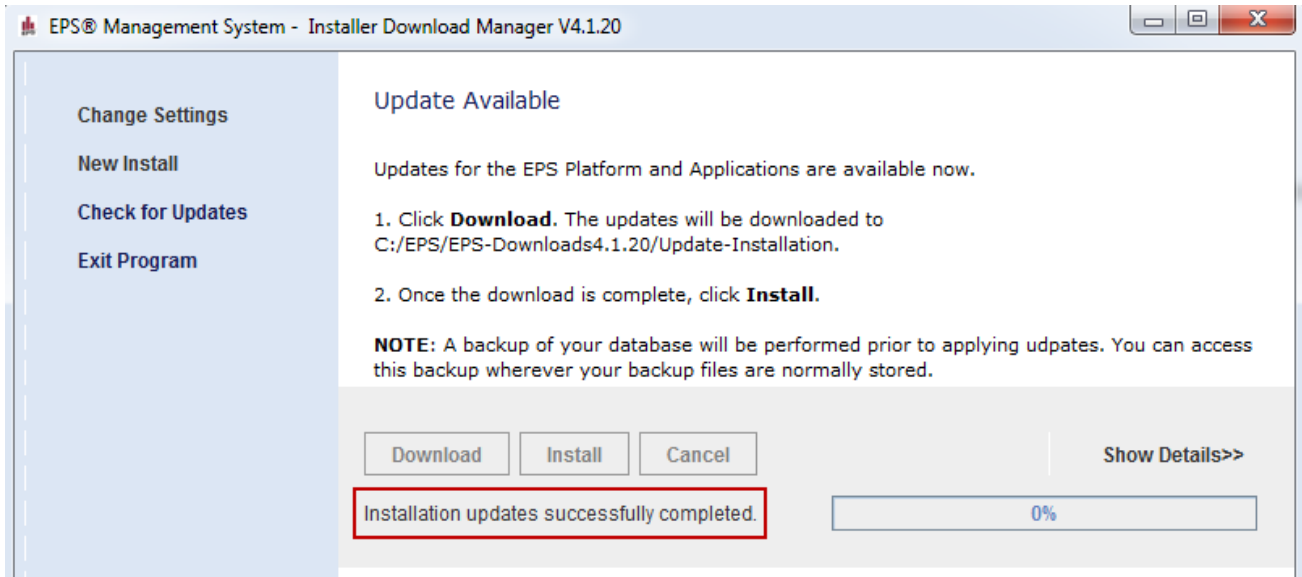 EPS® Management System - Installer Download Manager V4.1.20
Change Settings
New Install
Check for Updates
Exit Program
Update Available
Updates for the EPS Platform and Applications are available now.
1. Click Download. The updates will be downloaded to
C:/EPS/EPS-Downloads4.1.20/Update-Installation.
2. Once the download is complete, click Install.
NOTE: A backup of your database will be performed prior to applying udpates. You can access
this backup wherever your backup files are normally stored.
Download Install Cancel Show Details>>
Installation updates successfully completed. 0%